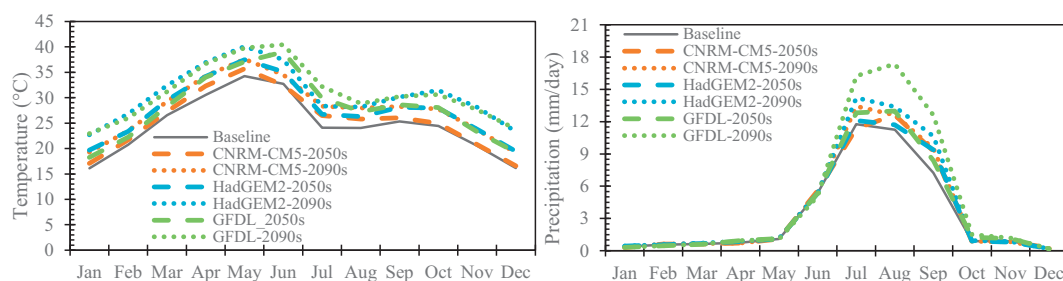 45
40
35
30
25
20
15
10
5
0
Temperature (°C)
Baseline
CNRM-CM5-2050s
CNRM-CM5-2090s
HadGEM2-2050s
HadGEM2-2090s
GFDL_2050s
GFDL-2090s
Jan Feb Mar Apr May Jun Jul Aug Sep Oct Nov Dec
21
18
15
12
9
6
3
0
Precipitation (mm/day)
Baseline
CNRM-CM5-2050s
CNRM-CM5-2090s
HadGEM2-2050s
HadGEM2-2090s
GFDL-2050s
GFDL-2090s
Jan Feb Mar Apr May Jun Jul Aug Sep Oct Nov Dec